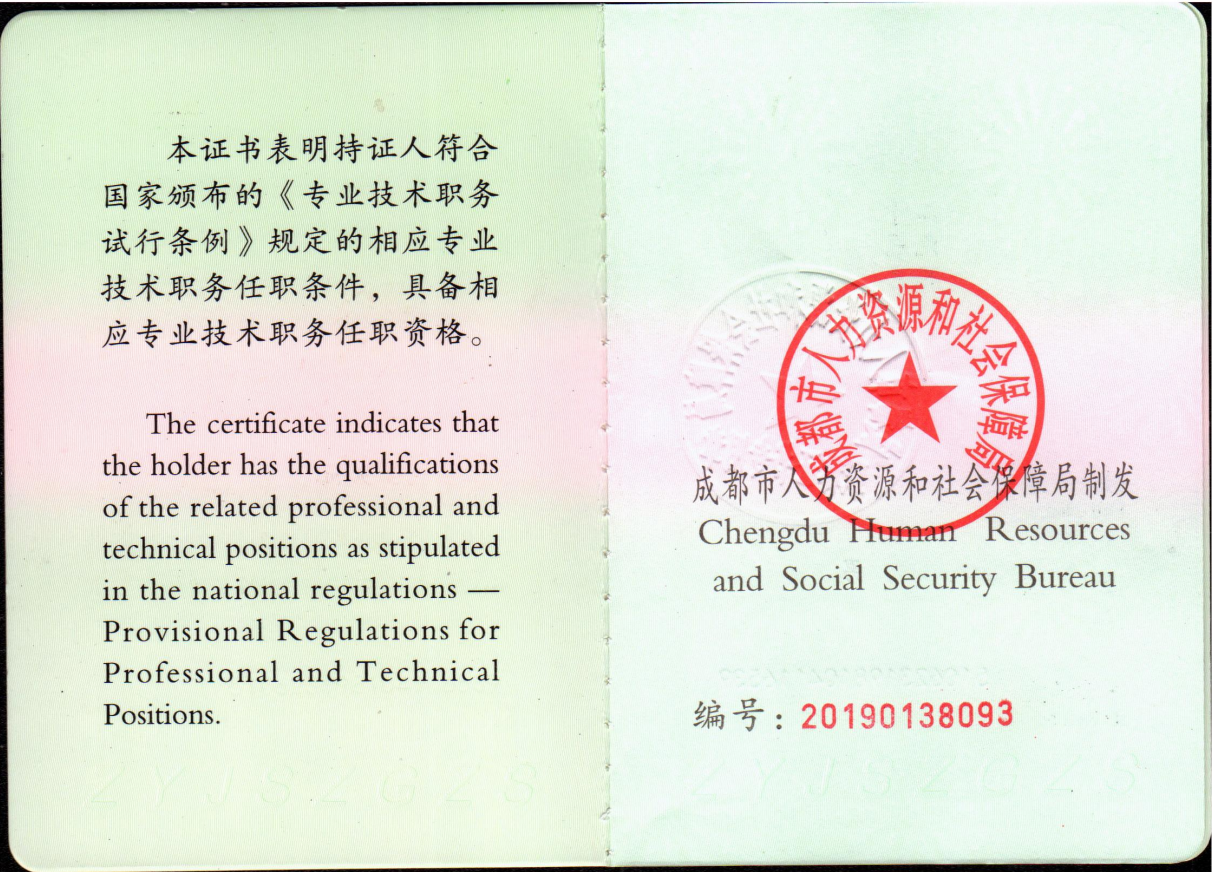 本证书表明持证人符合
国家颁布的《专业技术职务
试行条例》规定的相应专业
技术职务任职条件，具备相
应专业技术职务任职资格。
The certificate indicates that
the holder has the qualifications
of the related professional and
technical positions as stipulated
in the national regulations —
Provisional Regulations for
Professional and Technical
Positions.
ZYJSZGZS
成都市人力资源和社会保障局
成都市人力资源和社会保障局制发
Chengdu Human Resources
and Social Security Bureau
编号：20190138093
ZYJSZGZS